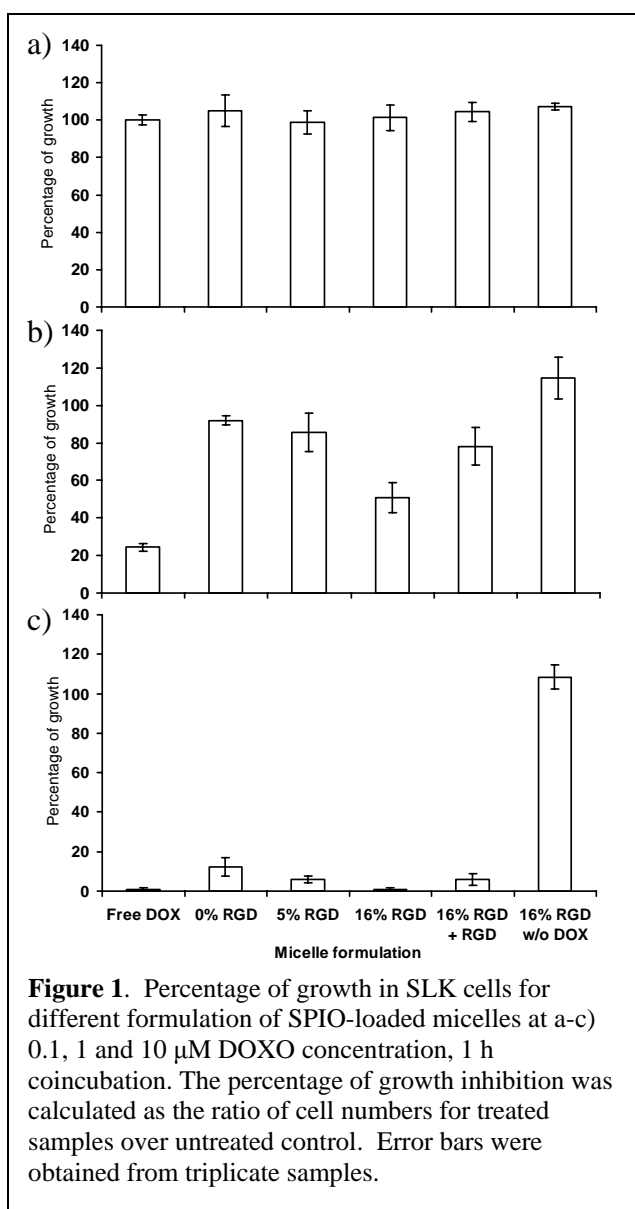 a)
140
120
100
80
60
40
20
0
Percentage of growth
b)
140
120
100
80
60
40
20
0
Percentage of growth
c)
140
120
100
80
60
40
20
0
Percentage of growth
Free DOX 0% RGD 5% RGD 16% RGD 16% RGD 16% RGD
+ RGD w/o DOX
Micelle formulation
Figure 1. Percentage of growth in SLK cells for
different formulation of SPIO-loaded micelles at a-c)
0.1, 1 and 10 μM DOXO concentration, 1 h
coincubation. The percentage of growth inhibition was
calculated as the ratio of cell numbers for treated
samples over untreated control. Error bars were
obtained from triplicate samples.